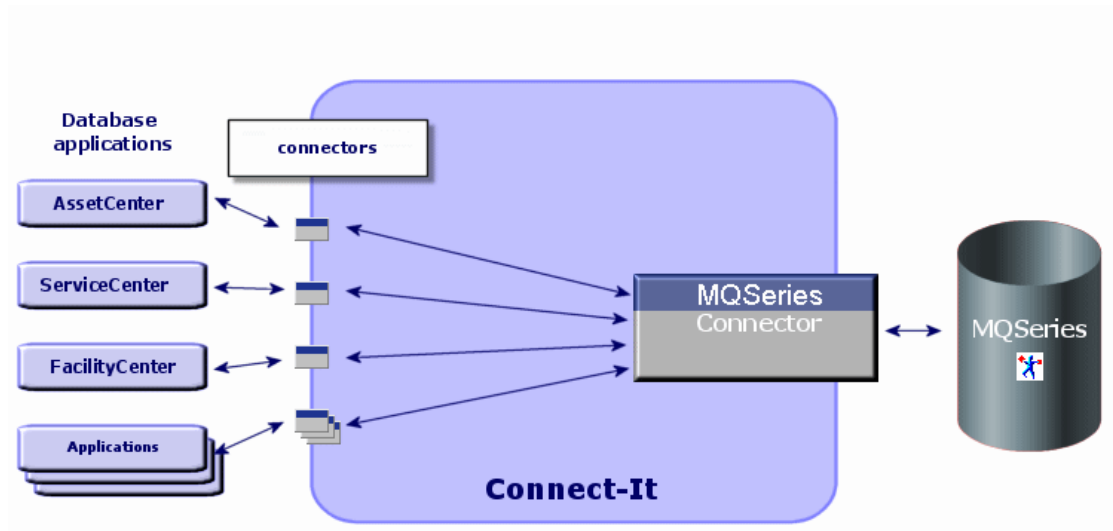 Database
applications
connectors
AssetCenter
ServiceCenter
FacilityCenter
Applications
MQSeries
Connector
MQSeries
Connect-It